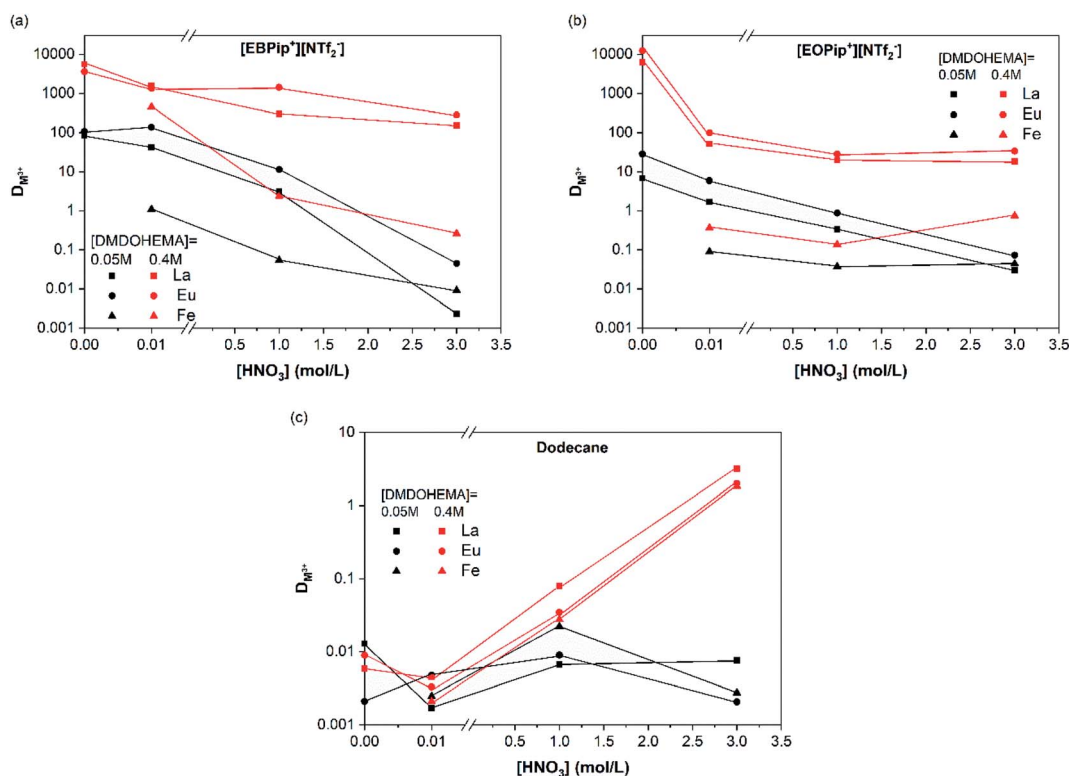 (a)
[EBPip⁺][NTf₂⁻]
10000
1000
100
10
1
0.1
0.01
0.001
D_M³⁺
[DMDOHEMA]=
0.05M 0.4M
La
Eu
Fe
0.00 0.01 0.5 1.0 1.5 2.0 2.5 3.0 3.5
[HNO₃] (mol/L)
(b)
[EOPip⁺][NTf₂⁻]
10000
1000
100
10
1
0.1
0.01
0.001
D_M³⁺
[DMDOHEMA]=
0.05M 0.4M
La
Eu
Fe
0.00 0.01 0.5 1.0 1.5 2.0 2.5 3.0 3.5
[HNO₃] (mol/L)
(c)
Dodecane
10
1
0.1
0.01
0.001
D_M³⁺
[DMDOHEMA]=
0.05M 0.4M
La
Eu
Fe
0.00 0.01 0.5 1.0 1.5 2.0 2.5 3.0 3.5
[HNO₃] (mol/L)